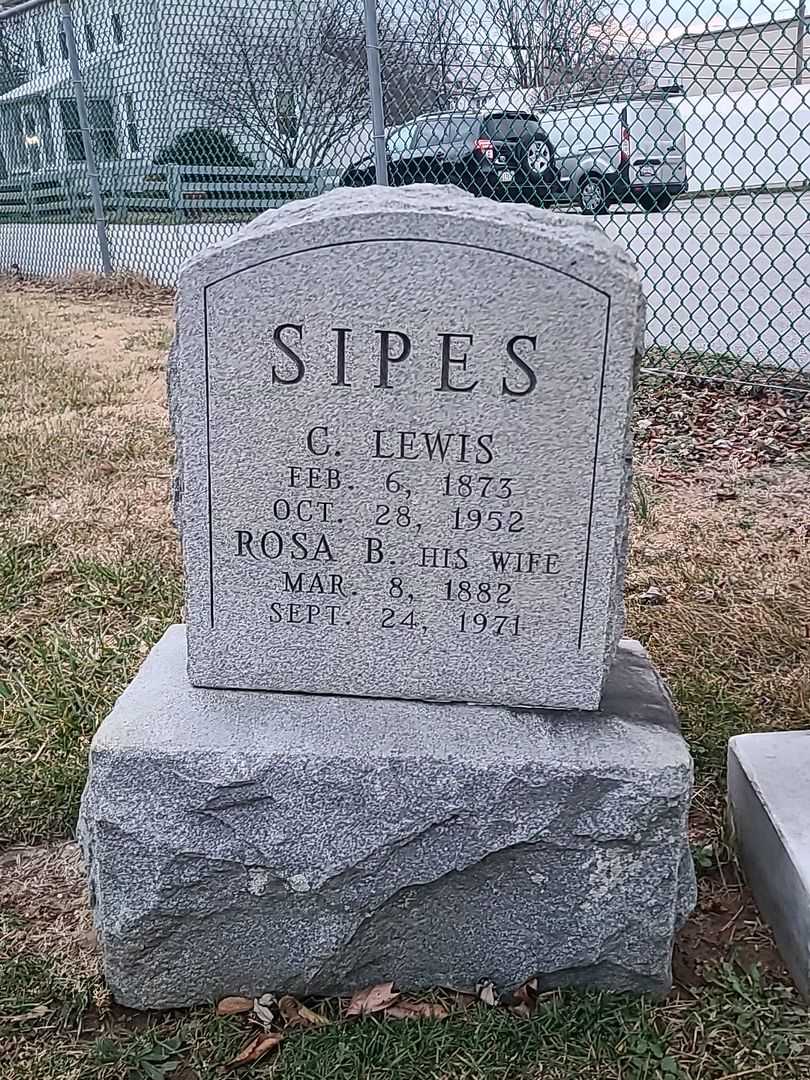 SIPES
C. LEWIS
FEB. 6, 1873
OCT. 28, 1952
ROSA B. HIS WIFE
MAR. 8, 1882
SEPT. 24, 1971